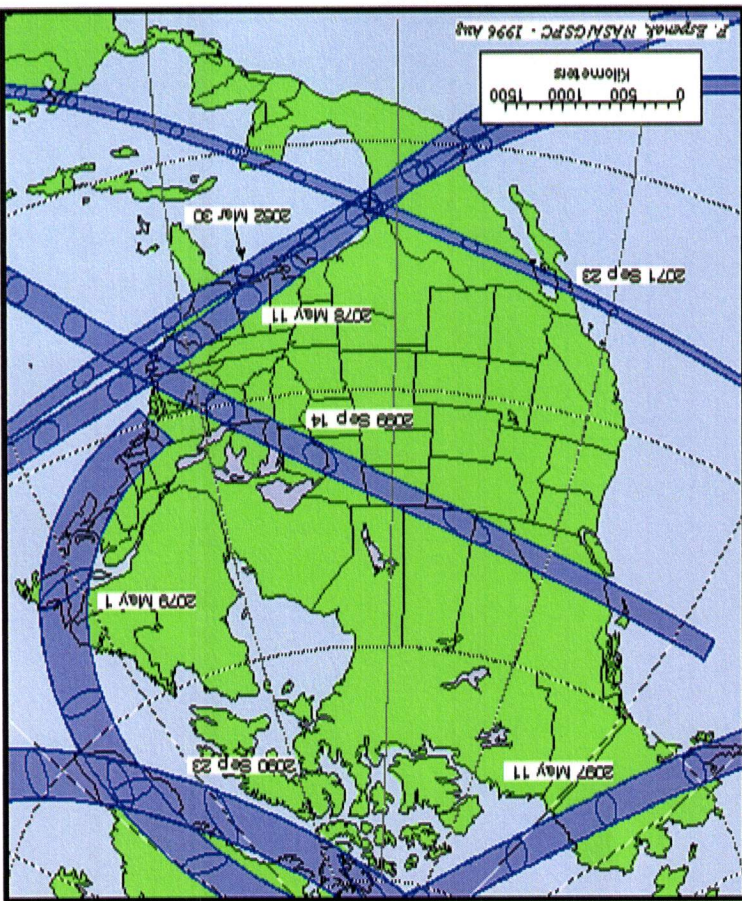 2097 May 11
2090 Sep 23
2079 May 1
2099 Sep 14
2078 May 11
2071 Sep 23
2052 Mar 30
0 500 1000 1500
Kilometers
F. Espenak, NASA/GSFC - 1996 Aug